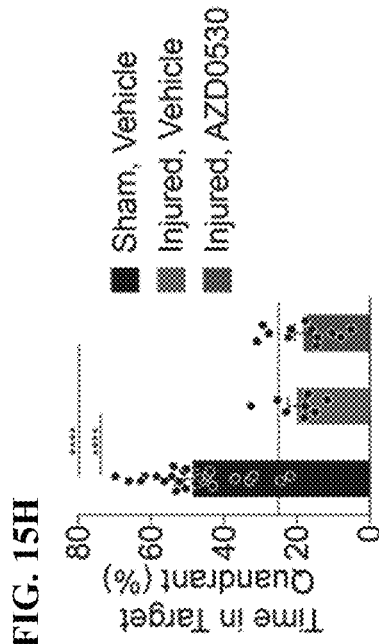 FIG. 15H
Time in Target
Quandrant (%)
80
60
40
20
0
****
****
Sham, Vehicle
Injured, Vehicle
Injured, AZD0530